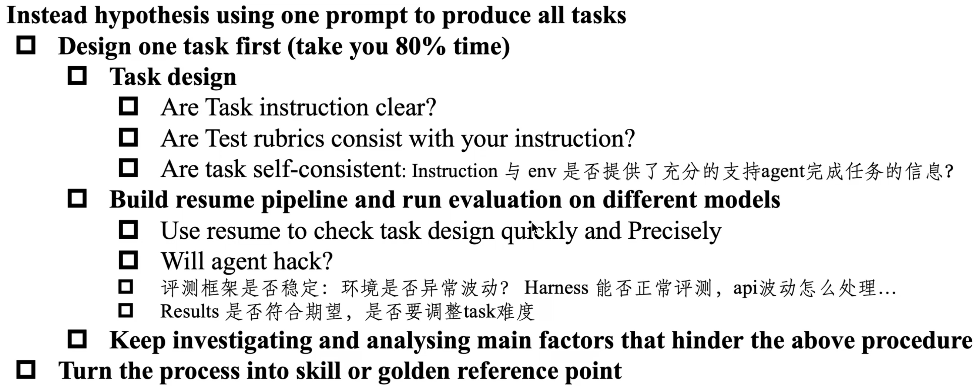 Instead hypothesis using one prompt to produce all tasks
Design one task first (take you 80% time)
Task design
Are Task instruction clear?
Are Test rubrics consist with your instruction?
Are task self-consistent: Instruction 与 env 是否提供了充分的支持agent完成任务的信息?
Build resume pipeline and run evaluation on different models
Use resume to check task design quickly and Precisely
Will agent hack?
评测框架是否稳定：环境是否异常波动？ Harness 能否正常评测，api波动怎么处理…
Results 是否符合期望，是否要调整task难度
Keep investigating and analysing main factors that hinder the above procedure
Turn the process into skill or golden reference point